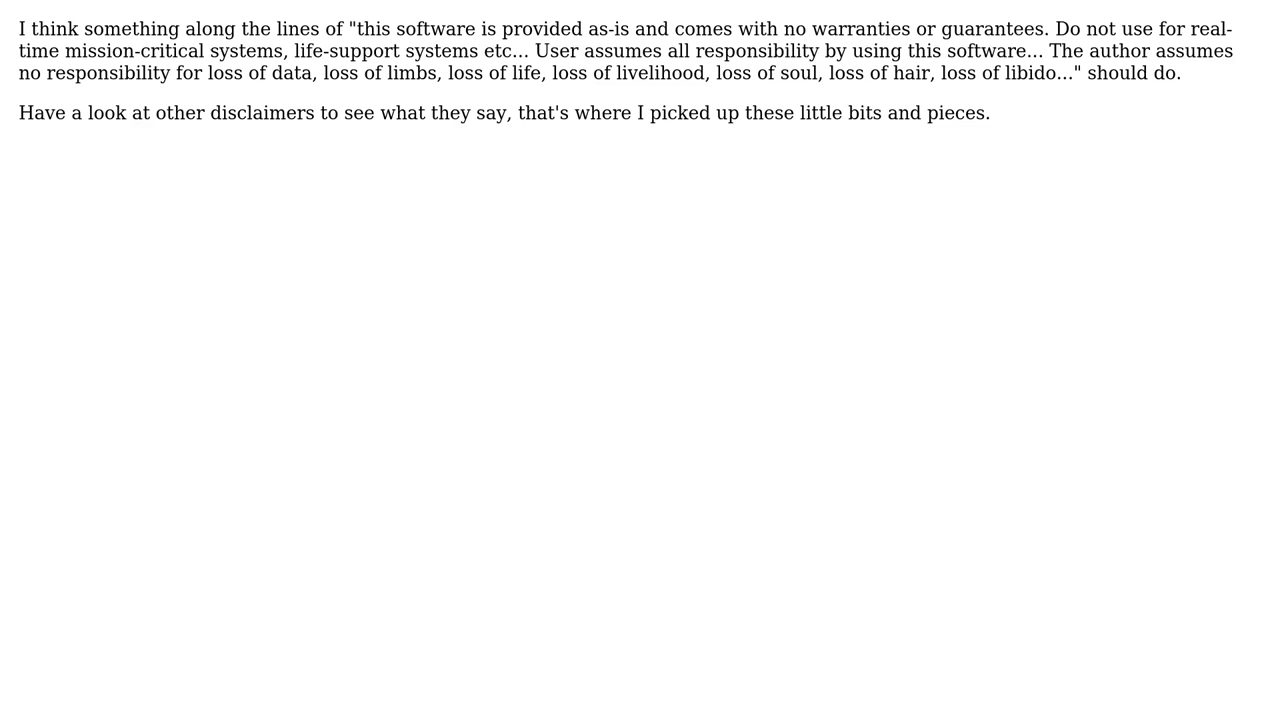 I think something along the lines of "this software is provided as-is and comes with no warranties or guarantees. Do not use for real-
time mission-critical systems, life-support systems etc... User assumes all responsibility by using this software... The author assumes
no responsibility for loss of data, loss of limbs, loss of life, loss of livelihood, loss of soul, loss of hair, loss of libido..." should do.
Have a look at other disclaimers to see what they say, that's where I picked up these little bits and pieces.